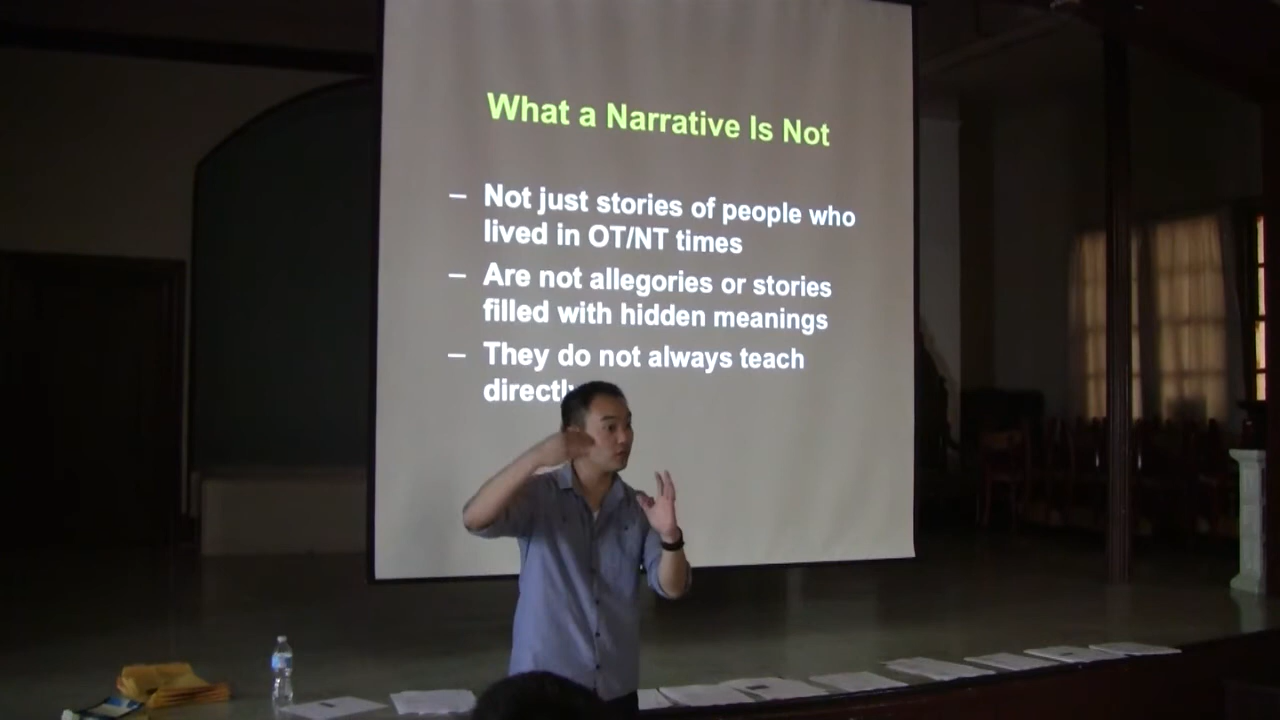 What a Narrative Is Not
– Not just stories of people who
lived in OT/NT times
– Are not allegories or stories
filled with hidden meanings
– They do not always teach
directly